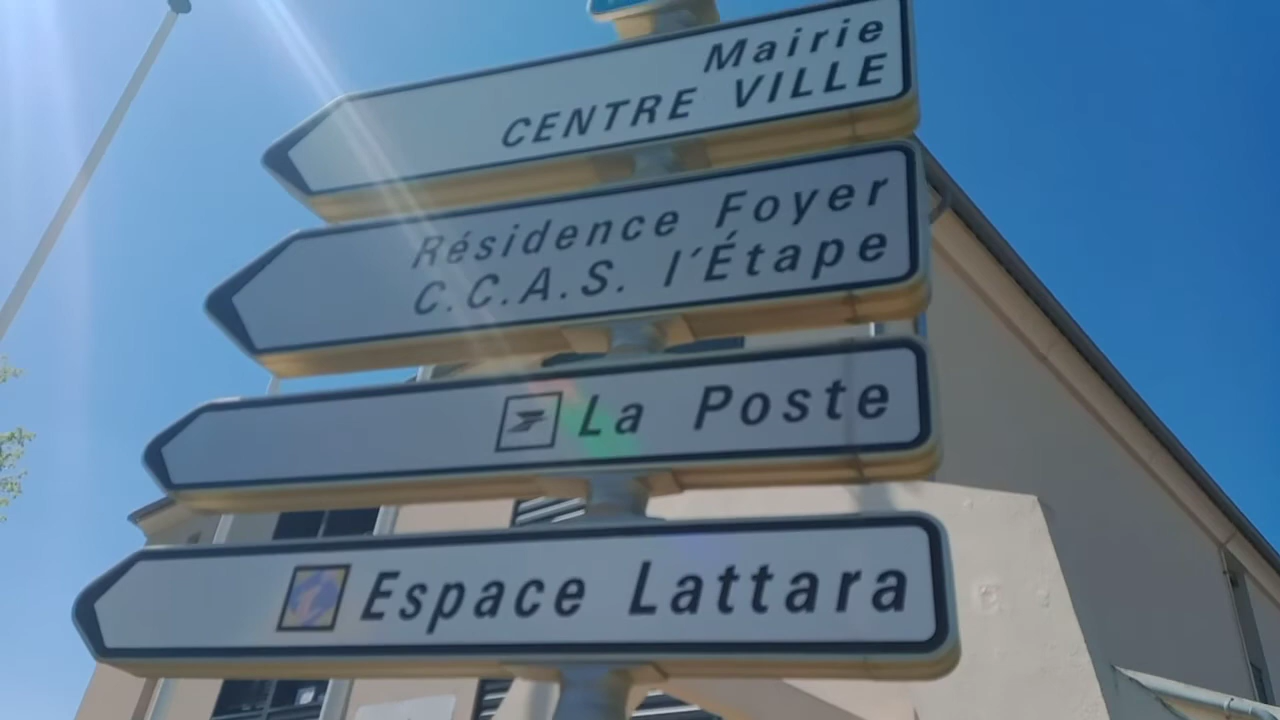 Mairie
CENTRE VILLE
Résidence Foyer
C.C.A.S. l'Étape
La Poste
Espace Lattara